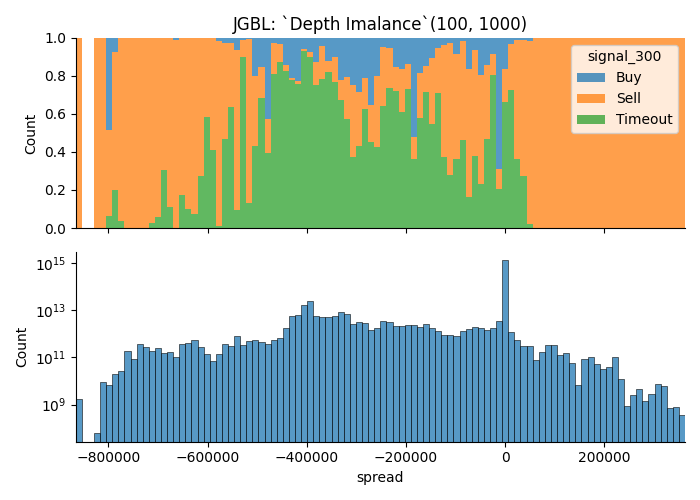 JGBL: `Depth Imalance`(100, 1000)
Count
1.0
0.8
0.6
0.4
0.2
0.0
signal_300
Buy
Sell
Timeout
Count
10^15
10^13
10^11
10^9
−800000 −600000 −400000 −200000 0 200000
spread